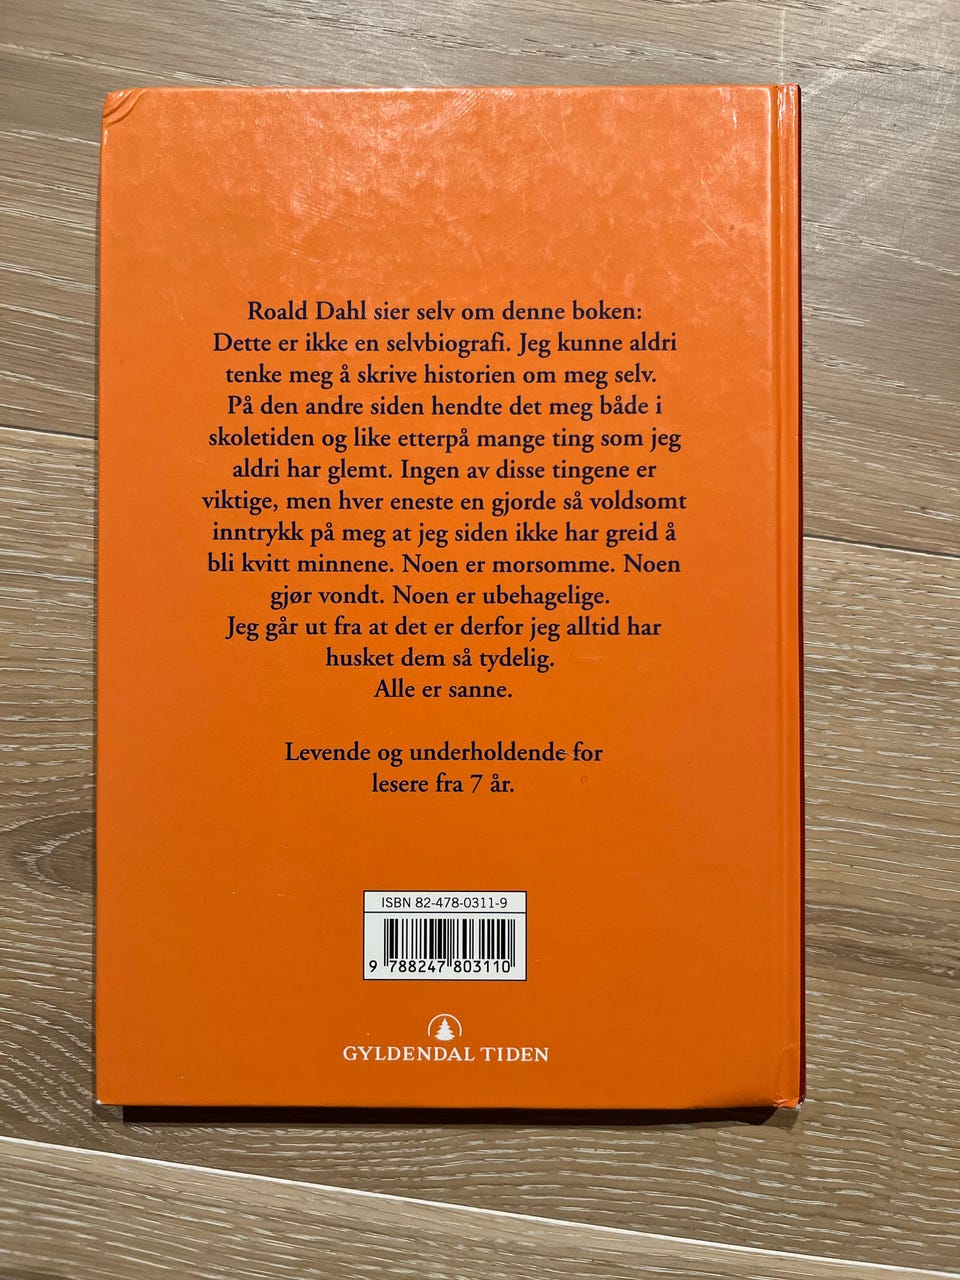 Roald Dahl sier selv om denne boken:
Dette er ikke en selvbiografi. Jeg kunne aldri
tenke meg å skrive historien om meg selv.
På den andre siden hendte det meg både i
skoletiden og like etterpå mange ting som jeg
aldri har glemt. Ingen av disse tingene er
viktige, men hver eneste en gjorde så voldsomt
inntrykk på meg at jeg siden ikke har greid å
bli kvitt minnene. Noen er morsomme. Noen
gjør vondt. Noen er ubehagelige.
Jeg går ut fra at det er derfor jeg alltid har
husket dem så tydelig.
Alle er sanne.
Levende og underholdende for
lesere fra 7 år.
ISBN 82-478-0311-9
9 788247 803110
GYLDENDAL TIDEN